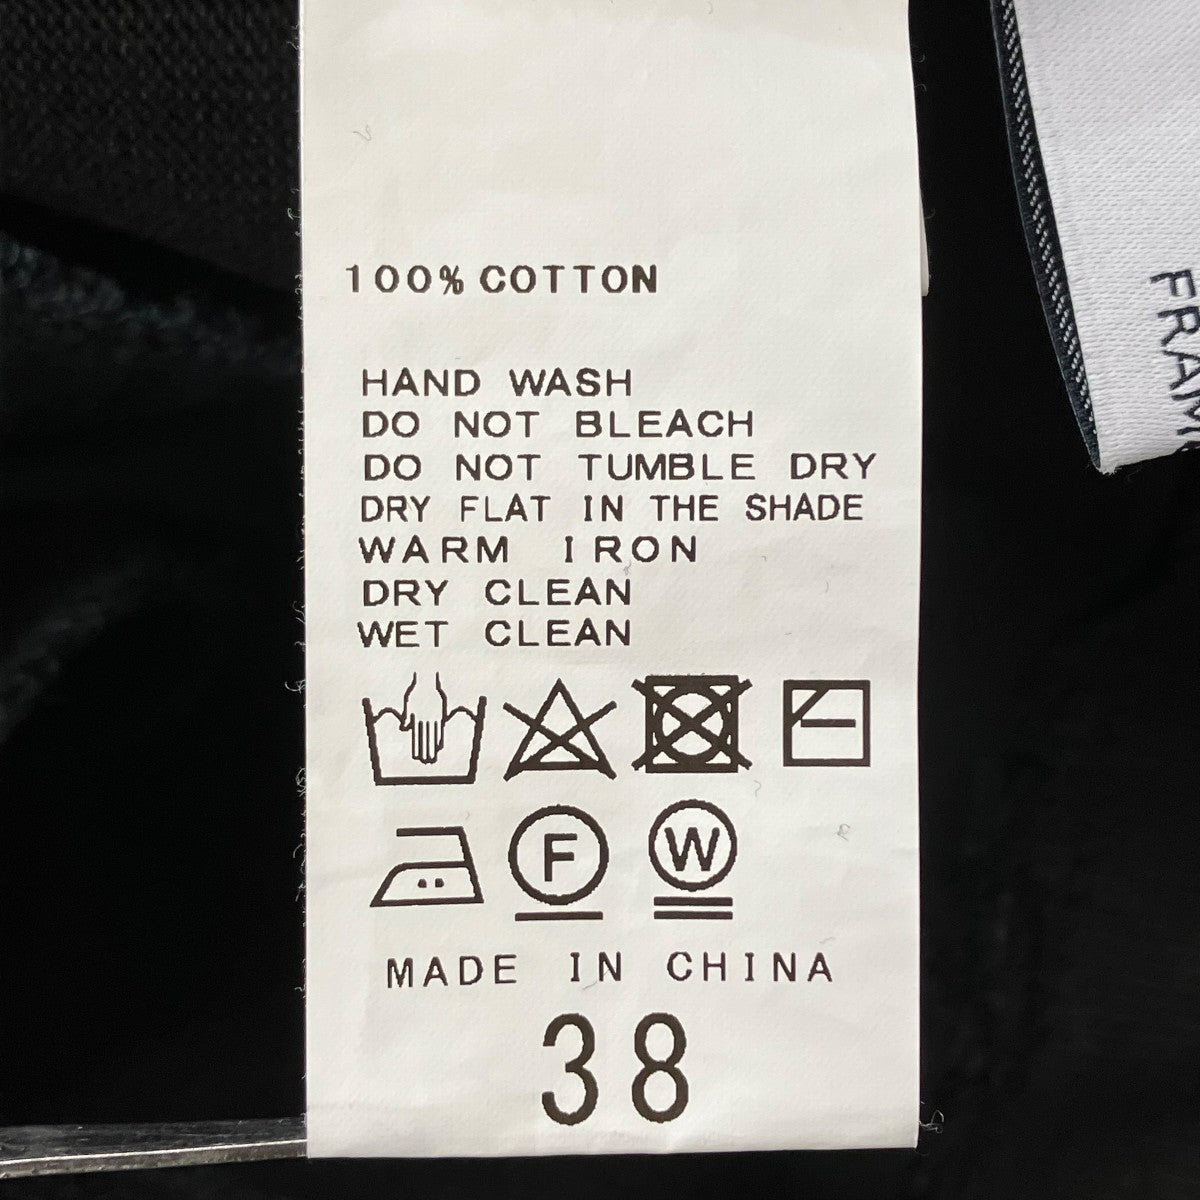 100% COTTON
HAND WASH
DO NOT BLEACH
DO NOT TUMBLE DRY
DRY FLAT IN THE SHADE
WARM IRON
DRY CLEAN
WET CLEAN
F W
MADE IN CHINA
38